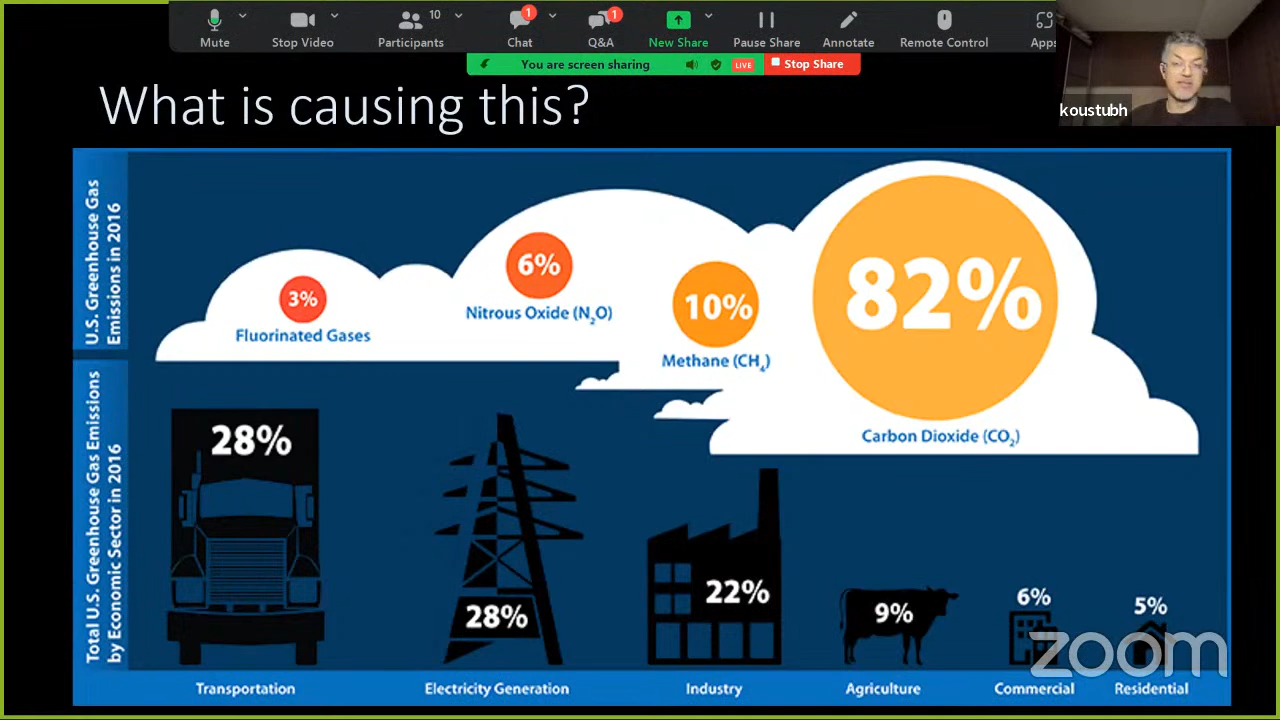 Mute
Stop Video
Participants
10
Chat
1
Q&A
1
New Share
Pause Share
Annotate
Remote Control
Apps
You are screen sharing
LIVE
Stop Share
koustubh
What is causing this?
U.S. Greenhouse Gas
Emissions in 2016
3%
Fluorinated Gases
6%
Nitrous Oxide (N₂O)
10%
Methane (CH₄)
82%
Carbon Dioxide (CO₂)
Total U.S. Greenhouse Gas Emissions
by Economic Sector in 2016
28%
28%
22%
9%
6%
5%
zoom
Transportation
Electricity Generation
Industry
Agriculture
Commercial
Residential